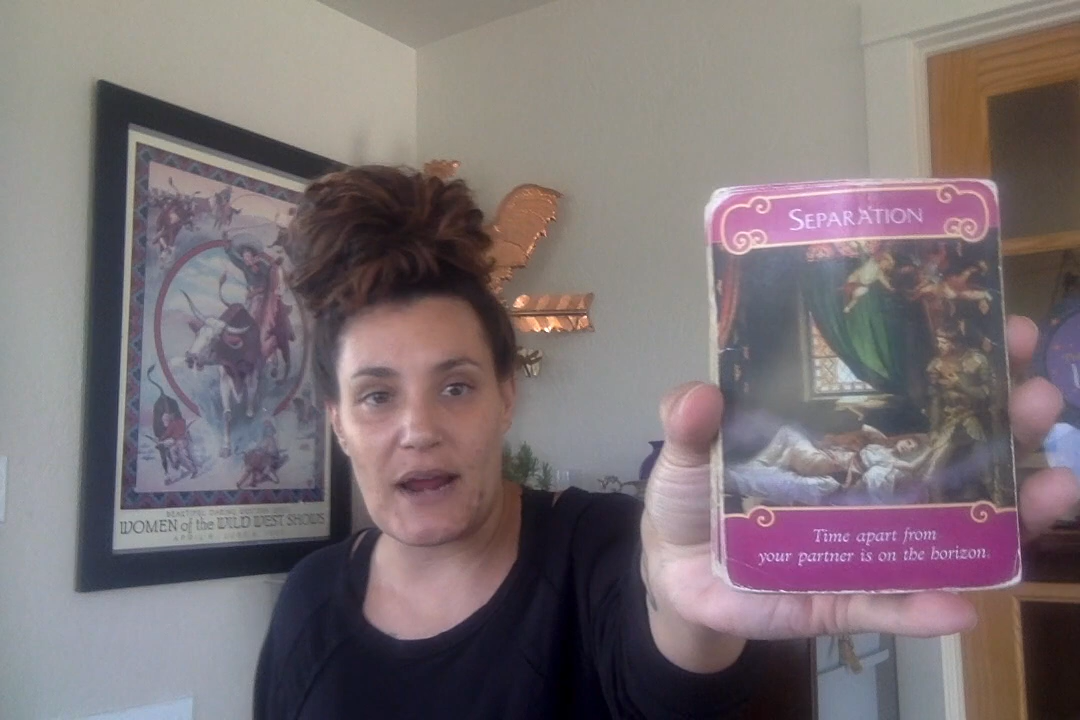 SEPARATION
Time apart from
your partner is on the horizon.
WOMEN of the WILD WEST SHOWS